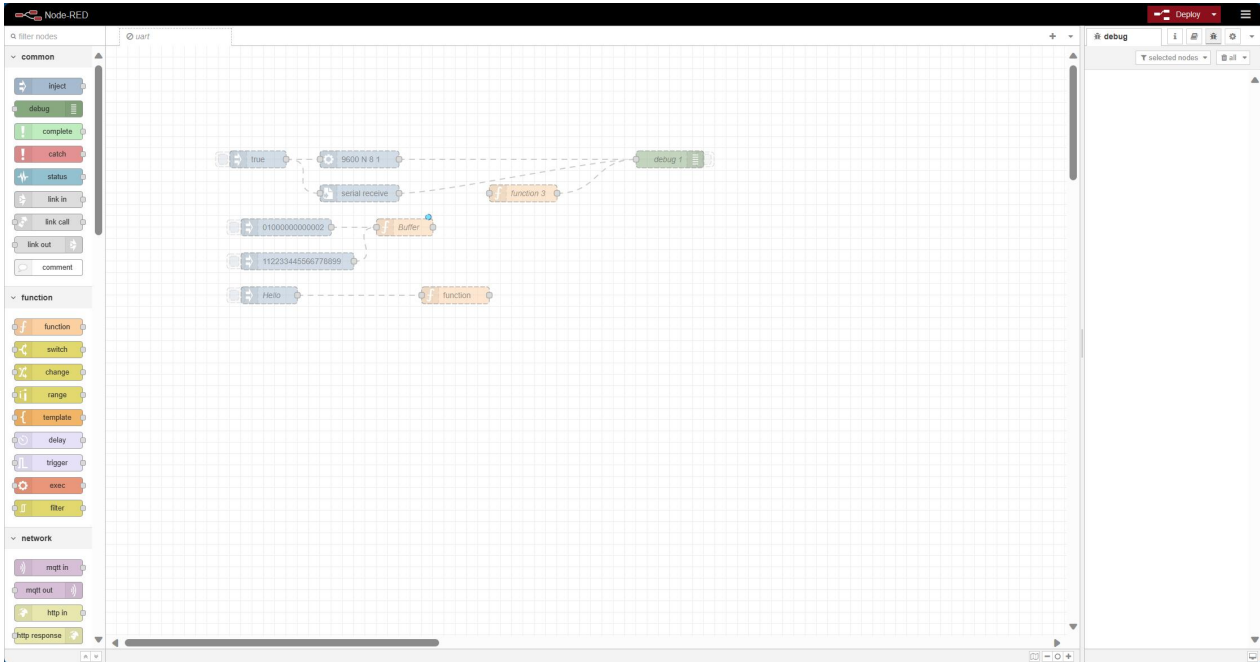 Node-RED
Deploy
filter nodes
common
inject
debug
complete
catch
status
link in
link call
link out
comment
function
function
switch
change
range
template
delay
trigger
exec
filter
network
mqtt in
mqtt out
http in
http response
uart
true
9600 N 8 1
debug 1
serial receive
function 3
01000000000002
Buffer
112233445566778899
Hello
function
debug
i
selected nodes
all